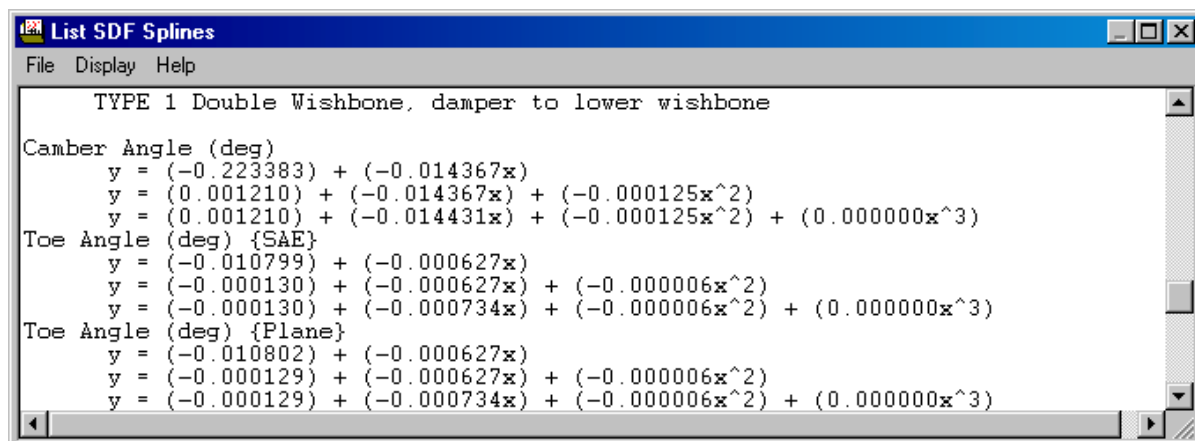 List SDF Splines
File Display Help
TYPE 1 Double Wishbone, damper to lower wishbone
Camber Angle (deg)
y = (-0.223383) + (-0.014367x)
y = (0.001210) + (-0.014367x) + (-0.000125x^2)
y = (0.001210) + (-0.014431x) + (-0.000125x^2) + (0.000000x^3)
Toe Angle (deg) {SAE}
y = (-0.010799) + (-0.000627x)
y = (-0.000130) + (-0.000627x) + (-0.000006x^2)
y = (-0.000130) + (-0.000734x) + (-0.000006x^2) + (0.000000x^3)
Toe Angle (deg) {Plane}
y = (-0.010802) + (-0.000627x)
y = (-0.000129) + (-0.000627x) + (-0.000006x^2)
y = (-0.000129) + (-0.000734x) + (-0.000006x^2) + (0.000000x^3)